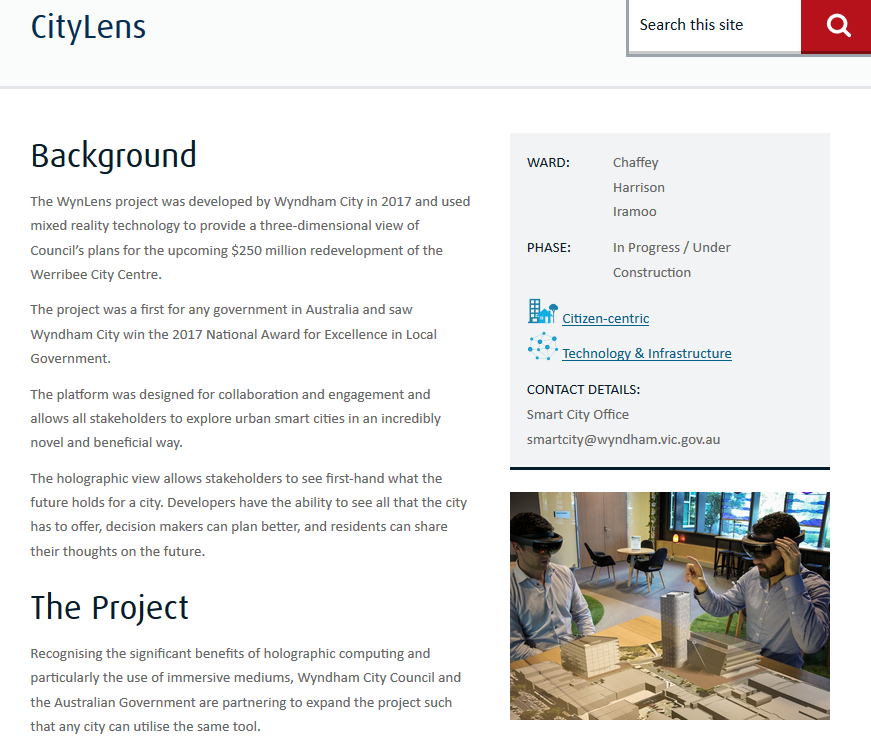 CityLens
Search this site
Background
The WynLens project was developed by Wyndham City in 2017 and used
mixed reality technology to provide a three-dimensional view of
Council's plans for the upcoming $250 million redevelopment of the
Werribee City Centre.
The project was a first for any government in Australia and saw
Wyndham City win the 2017 National Award for Excellence in Local
Government.
The platform was designed for collaboration and engagement and
allows all stakeholders to explore urban smart cities in an incredibly
novel and beneficial way.
The holographic view allows stakeholders to see first-hand what the
future holds for a city. Developers have the ability to see all that the city
has to offer, decision makers can plan better, and residents can share
their thoughts on the future.
The Project
Recognising the significant benefits of holographic computing and
particularly the use of immersive mediums, Wyndham City Council and
the Australian Government are partnering to expand the project such
that any city can utilise the same tool.
WARD: Chaffey
Harrison
Iramoo
PHASE: In Progress / Under
Construction
Citizen-centric
Technology & Infrastructure
CONTACT DETAILS:
Smart City Office
smartcity@wyndham.vic.gov.au